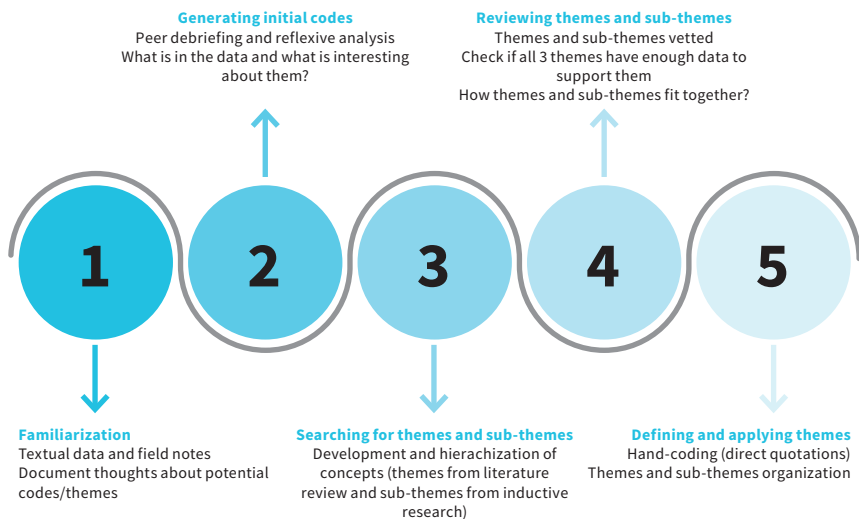 Generating initial codes
Peer debriefing and reflexive analysis
What is in the data and what is interesting
about them?
Reviewing themes and sub-themes
Themes and sub-themes vetted
Check if all 3 themes have enough data to
support them
How themes and sub-themes fit together?
1
2
3
4
5
Familiarization
Textual data and field notes
Document thoughts about potential
codes/themes
Searching for themes and sub-themes
Development and hierachization of
concepts (themes from literature
review and sub-themes from inductive
research)
Defining and applying themes
Hand-coding (direct quotations)
Themes and sub-themes organization